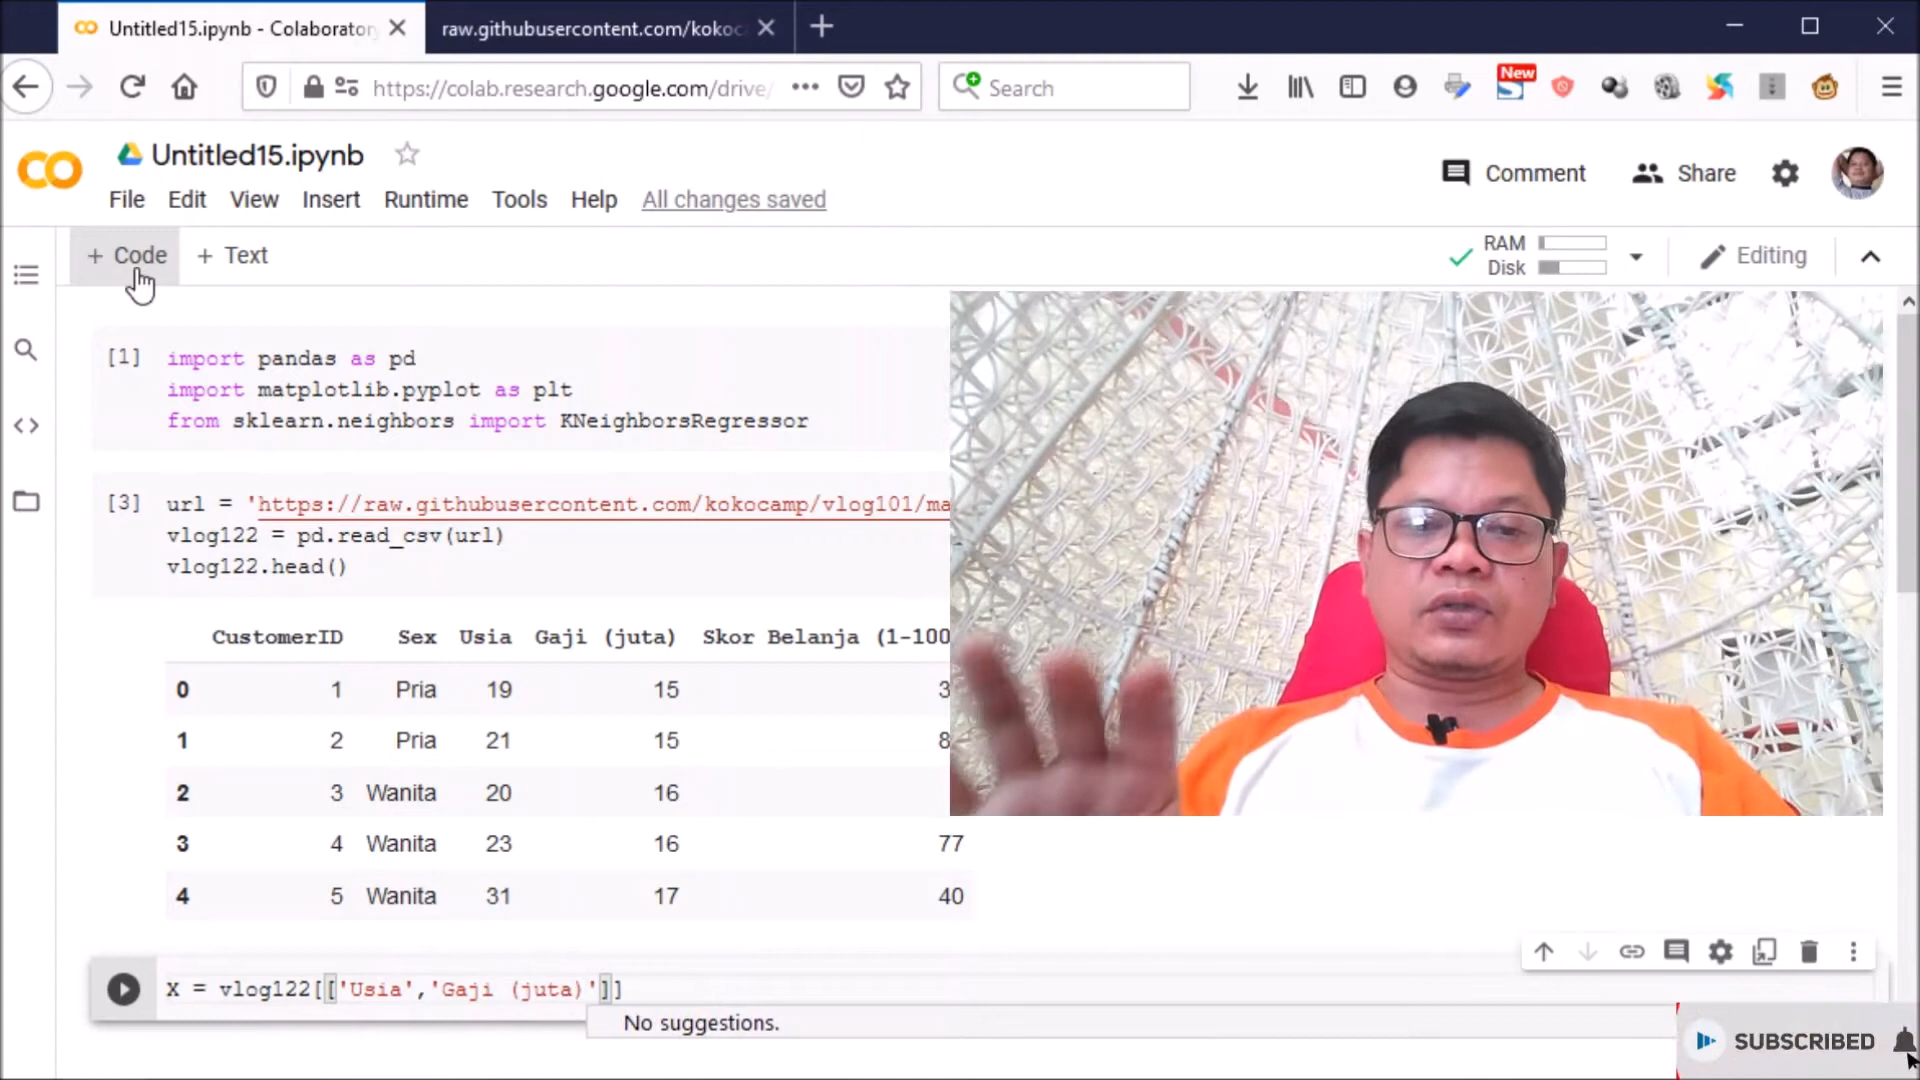 Untitled15.ipynb - Colaboratory
raw.githubusercontent.com/kokoc
https://colab.research.google.com/drive/
Search
New
CO
Untitled15.ipynb
Comment
Share
File Edit View Insert Runtime Tools Help All changes saved
+ Code + Text
RAM
Disk
Editing
[1] import pandas as pd
import matplotlib.pyplot as plt
from sklearn.neighbors import KNeighborsRegressor
[3] url = 'https://raw.githubusercontent.com/kokocamp/vlog101/ma
vlog122 = pd.read_csv(url)
vlog122.head()
CustomerID Sex Usia Gaji (juta) Skor Belanja (1-100
0 1 Pria 19 15 3
1 2 Pria 21 15 8
2 3 Wanita 20 16
3 4 Wanita 23 16 77
4 5 Wanita 31 17 40
X = vlog122[['Usia','Gaji (juta)']]
No suggestions.
SUBSCRIBED